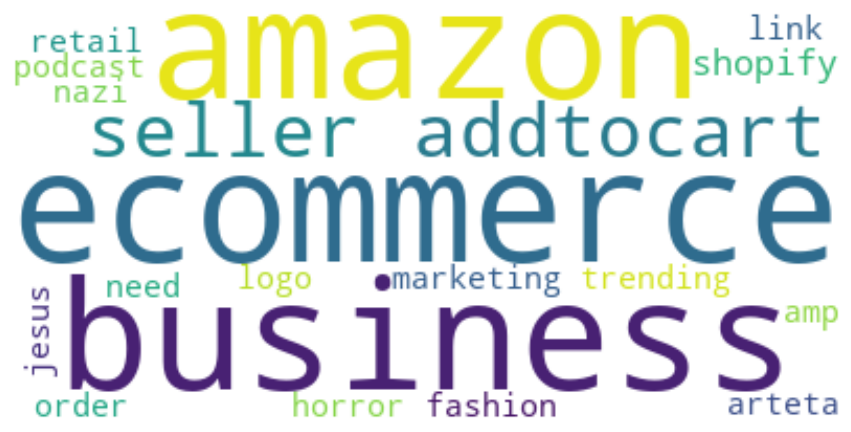 amazon
link
retail
podcast
shopify
nazi
seller addtocart
ecommerce
need
logo
marketing
trending
jesus
business
amp
order
horror
fashion
arteta